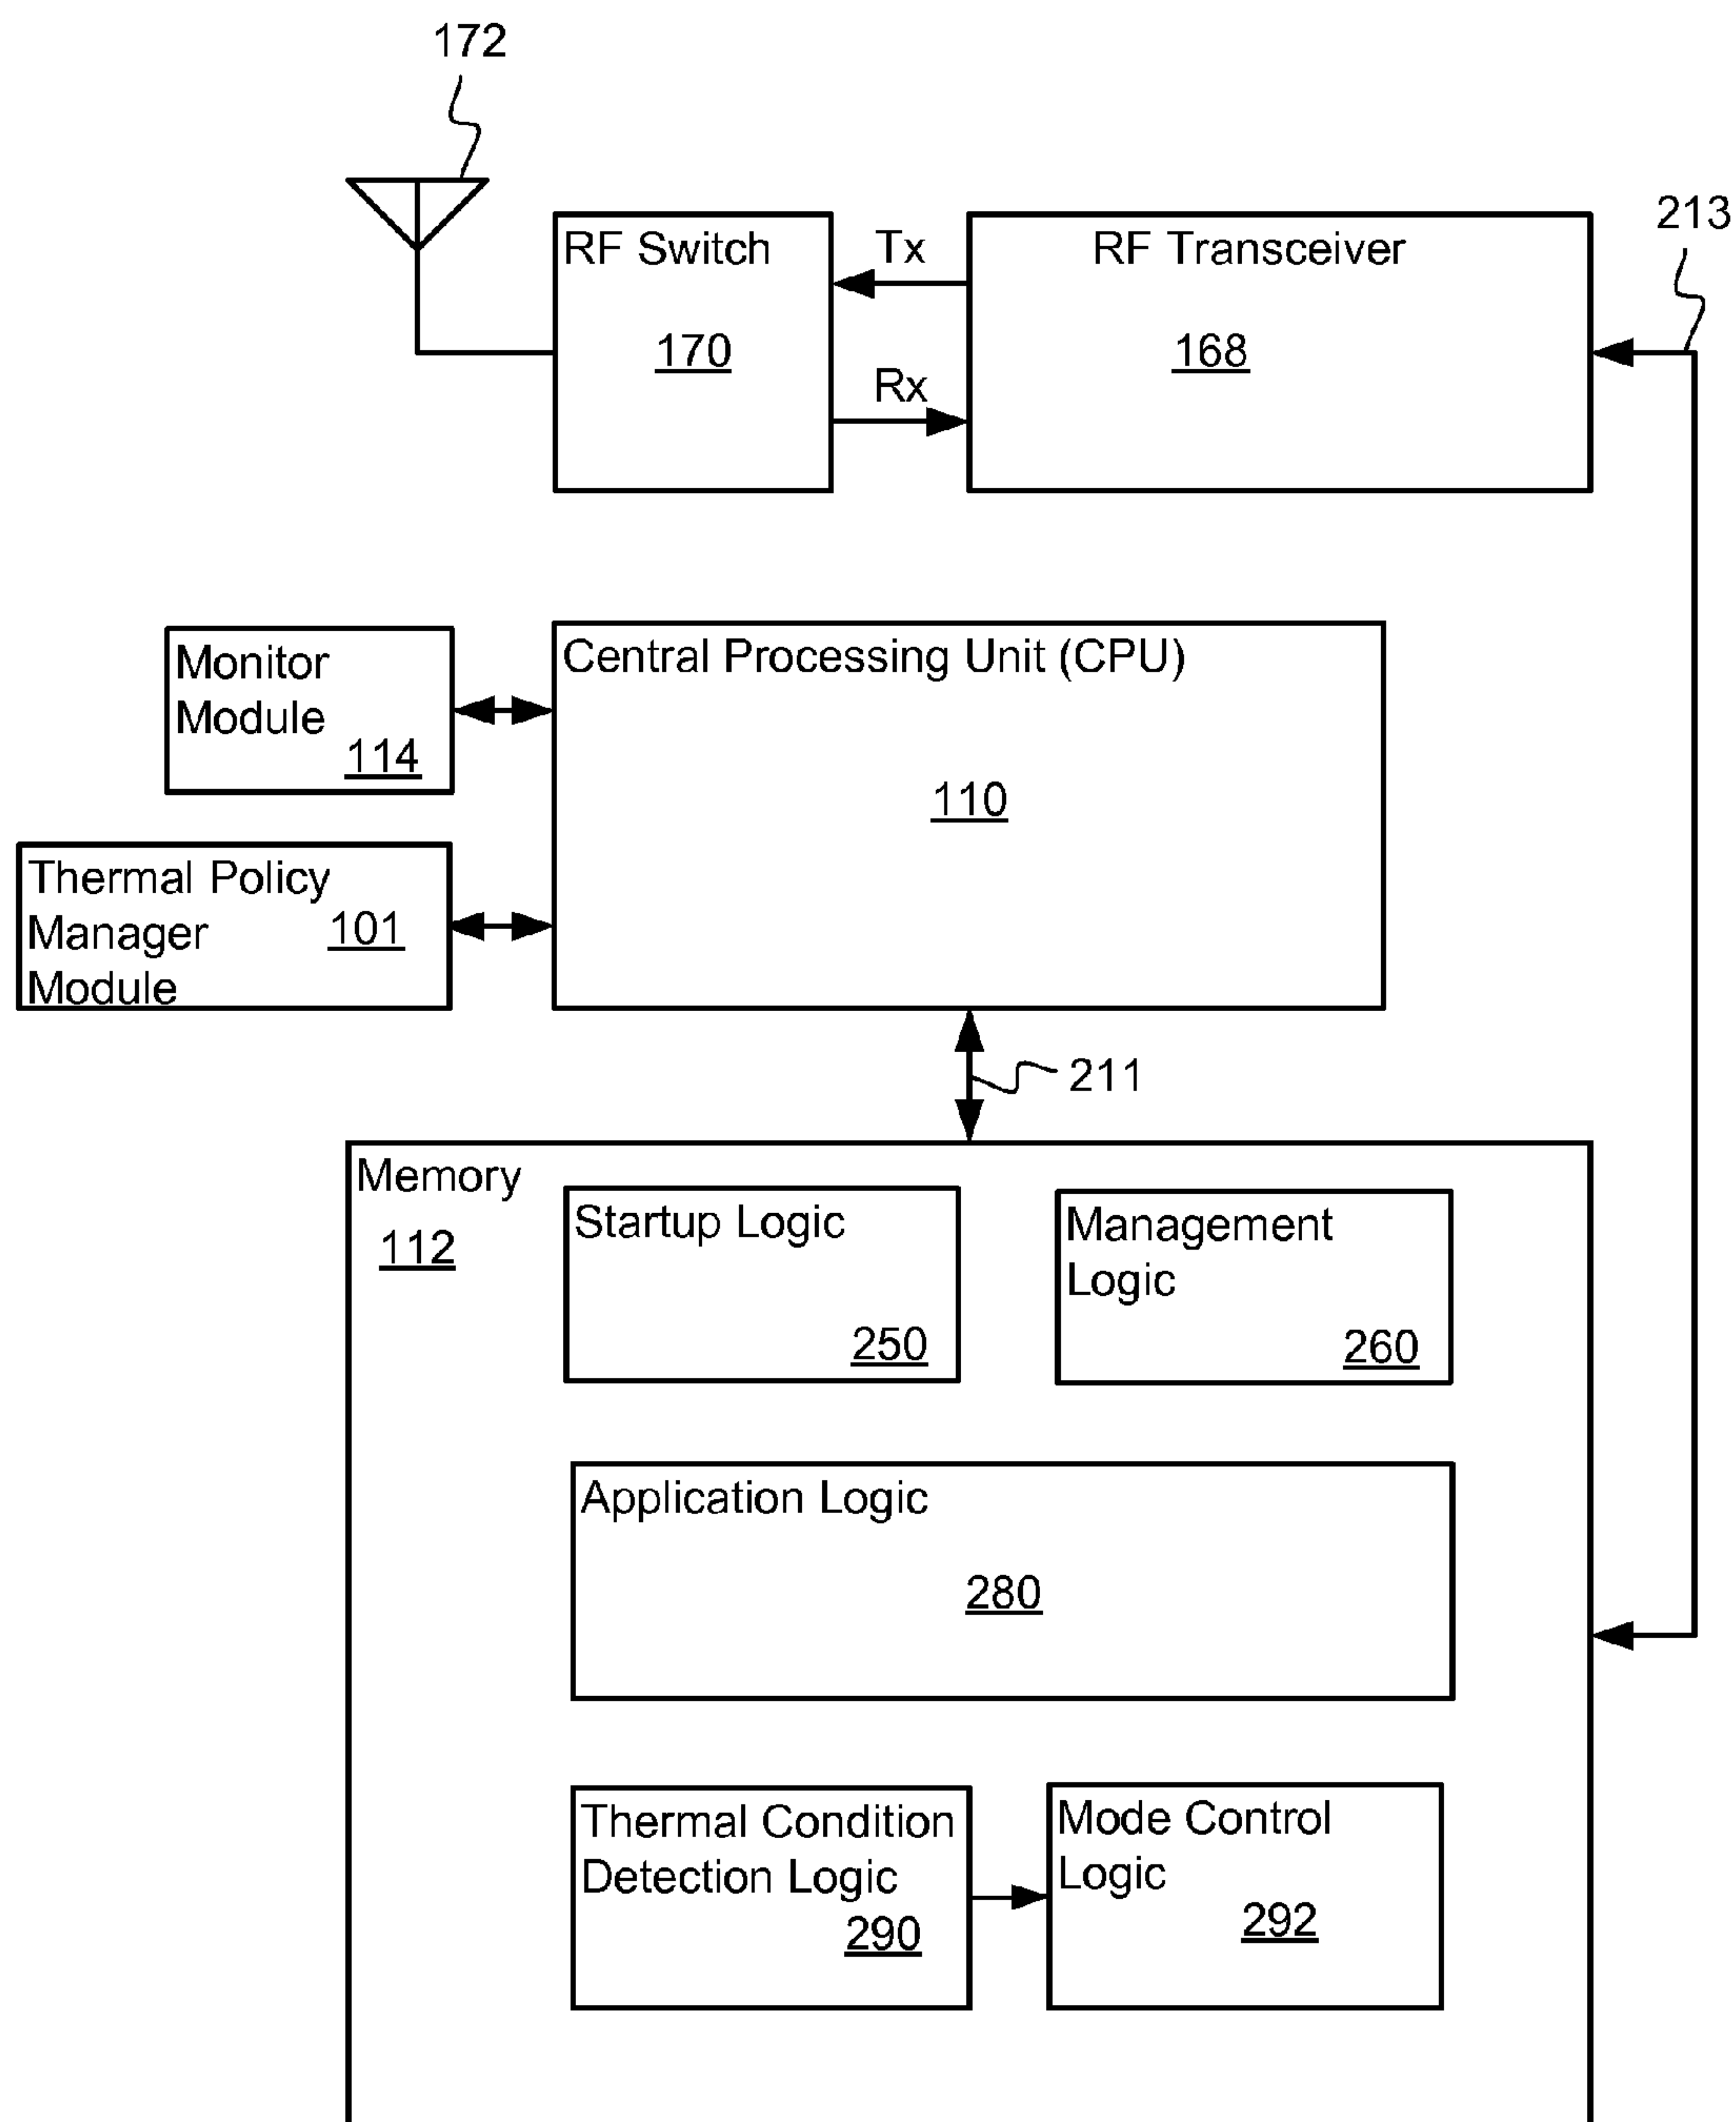 172
213
RF Switch
170
Tx
Rx
RF Transceiver
168
Monitor
Module
114
Central Processing Unit (CPU)
110
Thermal Policy
Manager
101
Module
211
Memory
112
Startup Logic
250
Management
Logic
260
Application Logic
280
Thermal Condition
Detection Logic
290
Mode Control
Logic
292